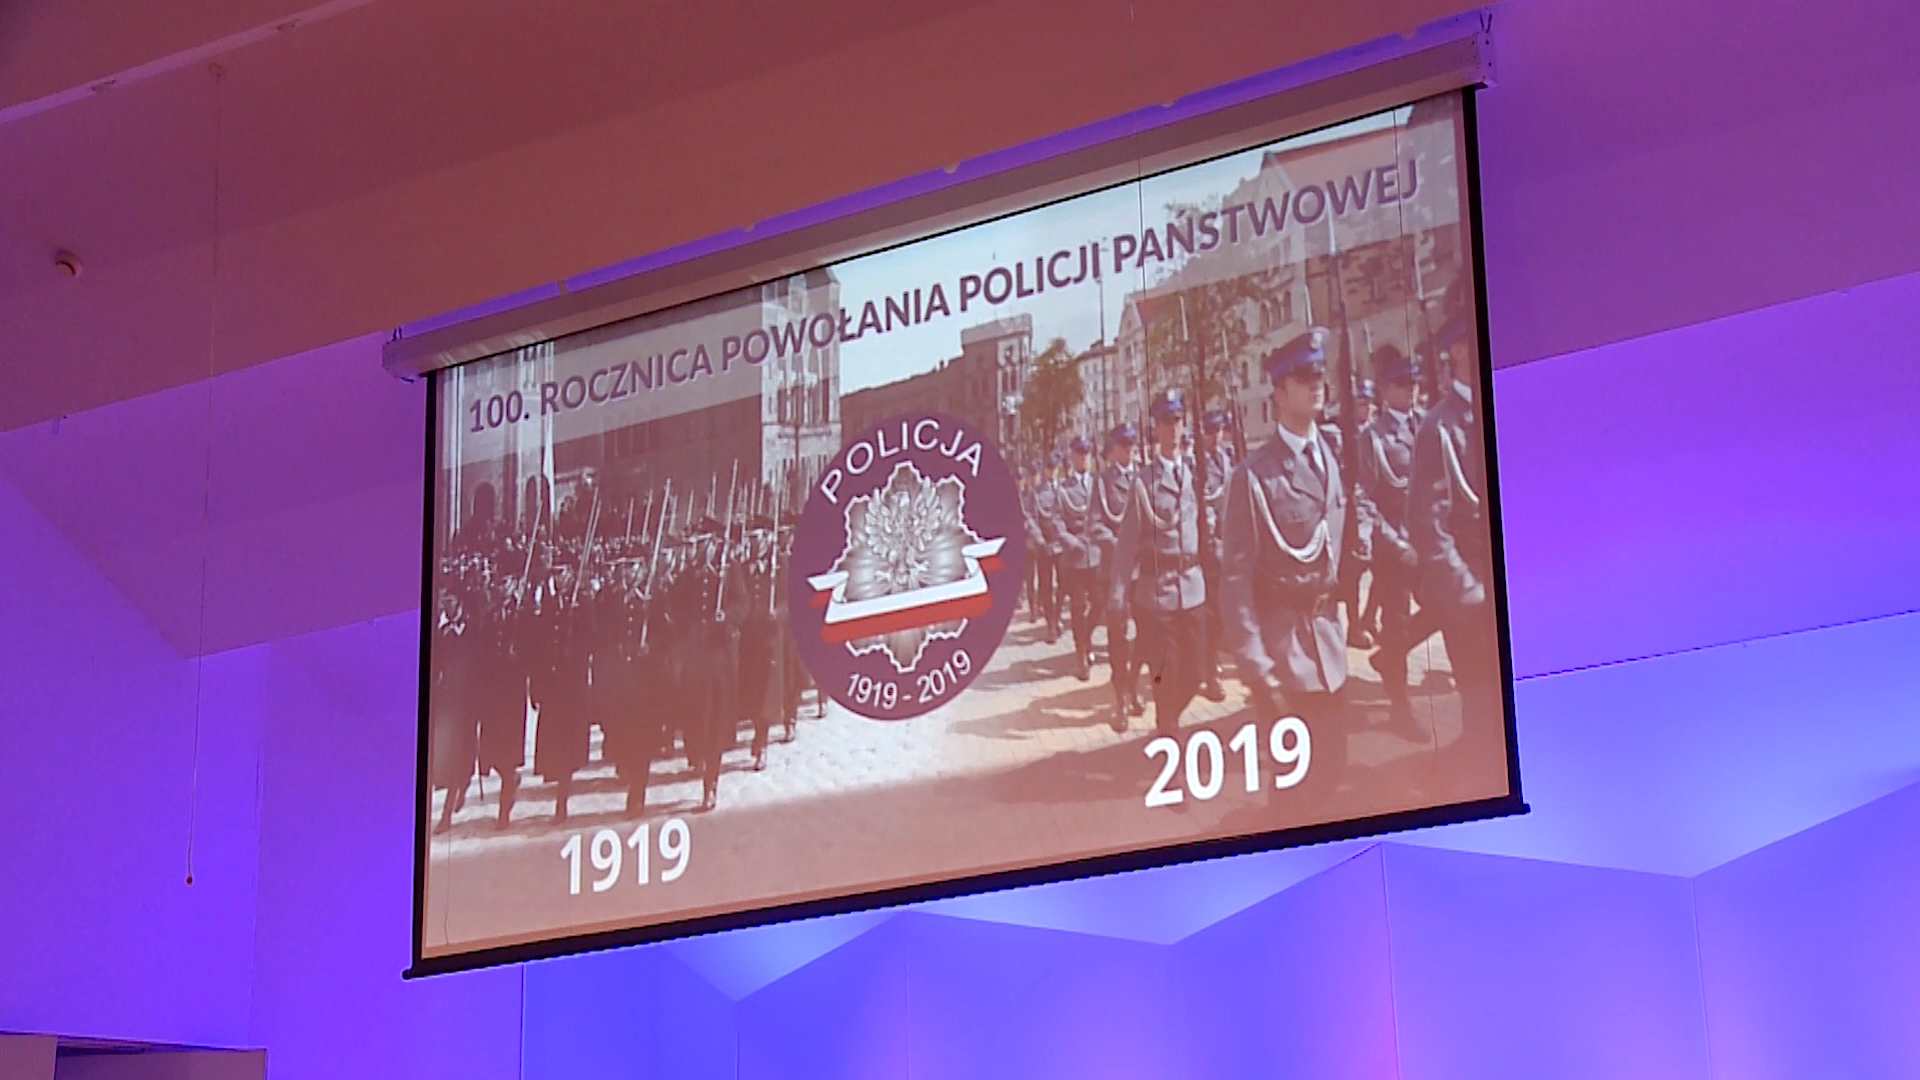 100. ROCZNICA POWOŁANIA POLICJI PAŃSTWOWEJ
POLICJA
1919 - 2019
1919
2019